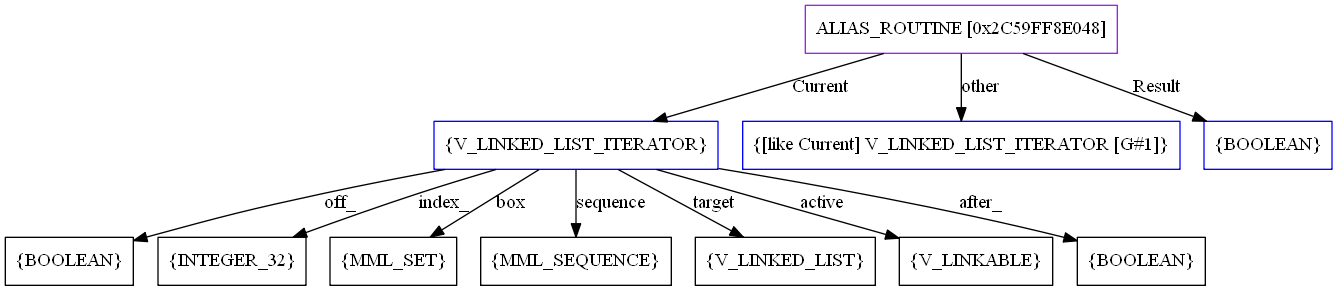 ALIAS_ROUTINE [0x2C59FF8E048]
Current
other
Result
{V_LINKED_LIST_ITERATOR}
{[like Current] V_LINKED_LIST_ITERATOR [G#1]}
{BOOLEAN}
off_
index_
box
sequence
target
active
after_
{BOOLEAN}
{INTEGER_32}
{MML_SET}
{MML_SEQUENCE}
{V_LINKED_LIST}
{V_LINKABLE}
{BOOLEAN}